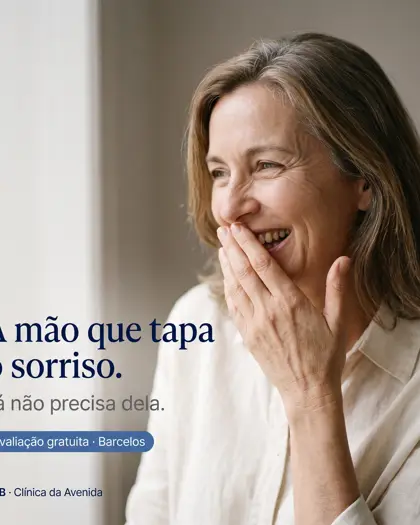 A mão que tapa
o sorriso.
á não precisa dela.
valiação gratuita · Barcelos
B · Clínica da Avenida